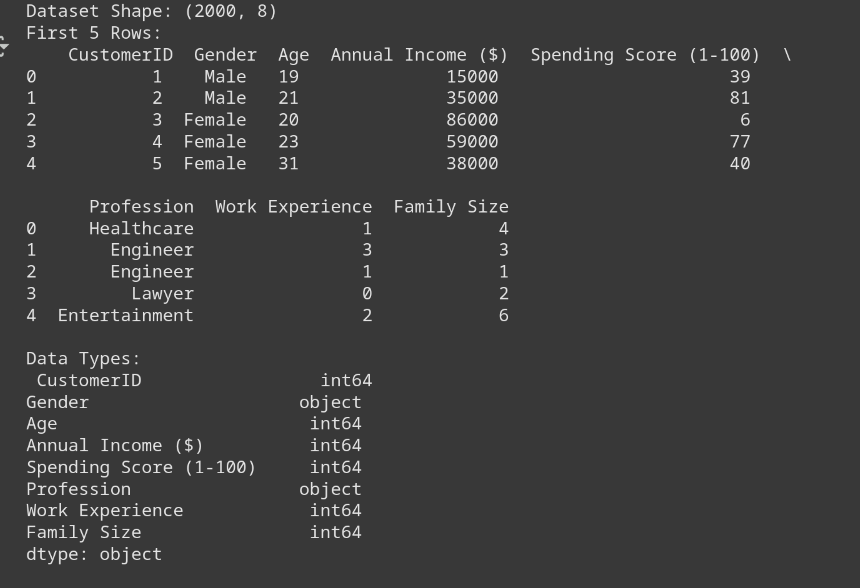 Dataset Shape: (2000, 8)
First 5 Rows:
    CustomerID  Gender  Age  Annual Income ($)  Spending Score (1-100)  \
0            1    Male   19              15000                      39
1            2    Male   21              35000                      81
2            3  Female   20              86000                       6
3            4  Female   23              59000                      77
4            5  Female   31              38000                      40
      Profession  Work Experience  Family Size
0     Healthcare                1            4
1       Engineer                3            3
2       Engineer                1            1
3         Lawyer                0            2
4  Entertainment                2            6
Data Types:
 CustomerID                 int64
Gender                    object
Age                        int64
Annual Income ($)          int64
Spending Score (1-100)     int64
Profession                object
Work Experience            int64
Family Size                int64
dtype: object